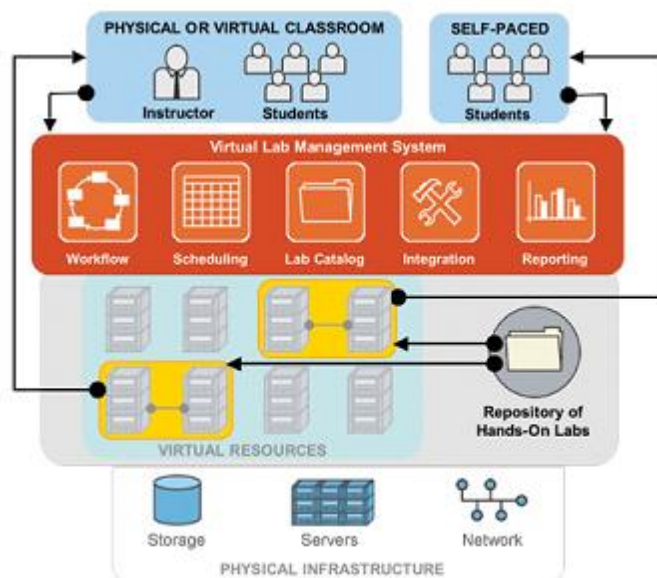 PHYSICAL OR VIRTUAL CLASSROOM
Instructor
Students
SELF-PACED
Students
Virtual Lab Management System
Workflow
Scheduling
Lab Catalog
Integration
Reporting
Repository of
Hands-On Labs
VIRTUAL RESOURCES
Storage
Servers
Network
PHYSICAL INFRASTRUCTURE